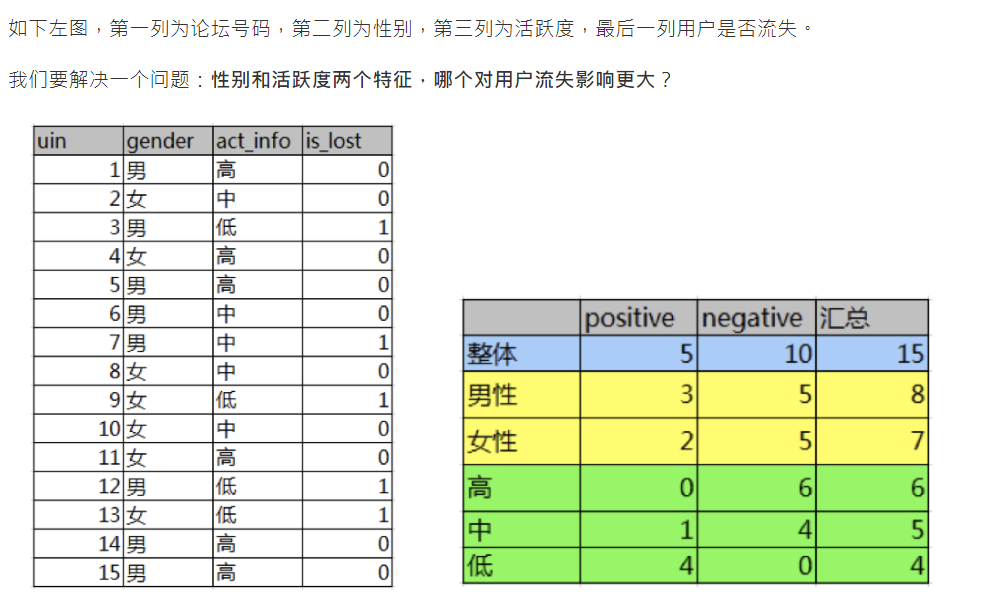 如下左图，第一列为论坛号码，第二列为性别，第三列为活跃度，最后一列用户是否流失。
我们要解决一个问题：性别和活跃度两个特征，哪个对用户流失影响更大？
uin gender act_info is_lost
1 男 高 0
2 女 中 0
3 男 低 1
4 女 高 0
5 男 高 0
6 男 中 0
7 男 中 1
8 女 中 0
9 女 低 1
10 女 中 0
11 女 高 0
12 男 低 1
13 女 低 1
14 男 高 0
15 男 高 0
positive negative 汇总
整体 5 10 15
男性 3 5 8
女性 2 5 7
高 0 6 6
中 1 4 5
低 4 0 4